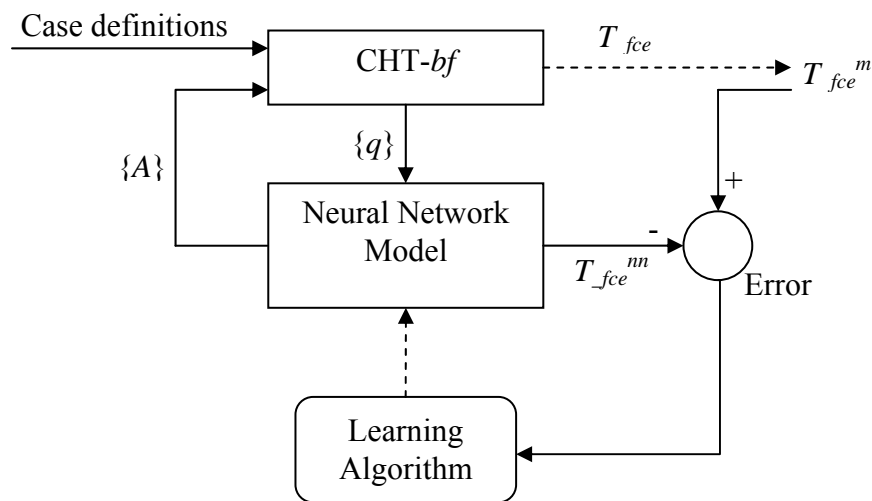 Case definitions
CHT-bf
T fce
T fce^m
{q}
{A}
+
Neural Network
Model
-
T_fce^nn
Error
Learning
Algorithm